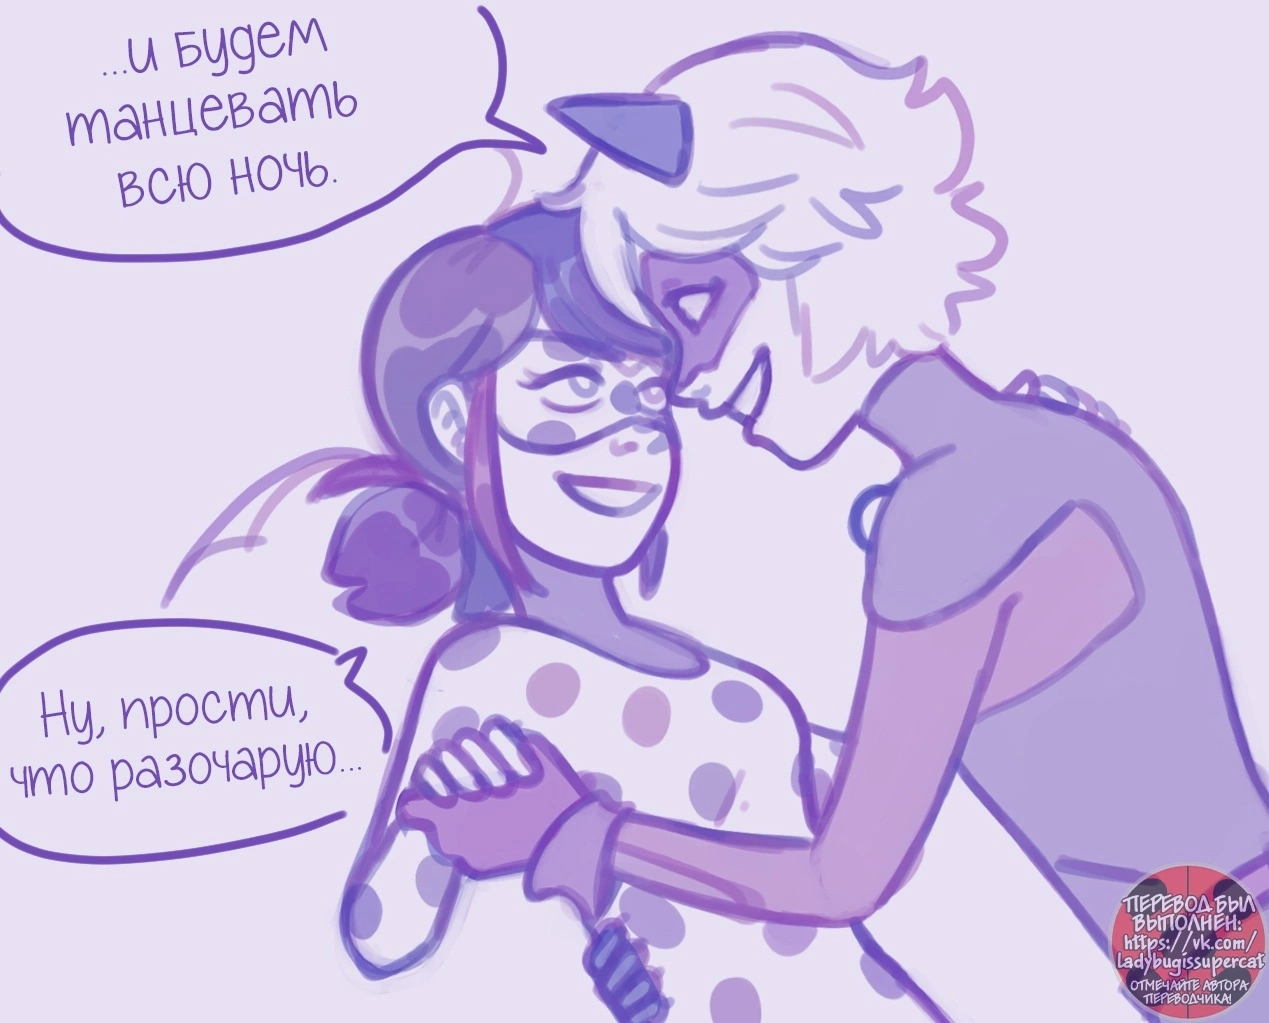 ...и будем
танцевать
всю ночь.
Ну, прости,
что разочарую...
ПЕРЕВОД БЫЛ
ВЫПОЛНЕН:
https://vk.com/
ladybugissupercat
ОТМЕЧАЙТЕ АВТОРА
ПЕРЕВОДЧИКА!